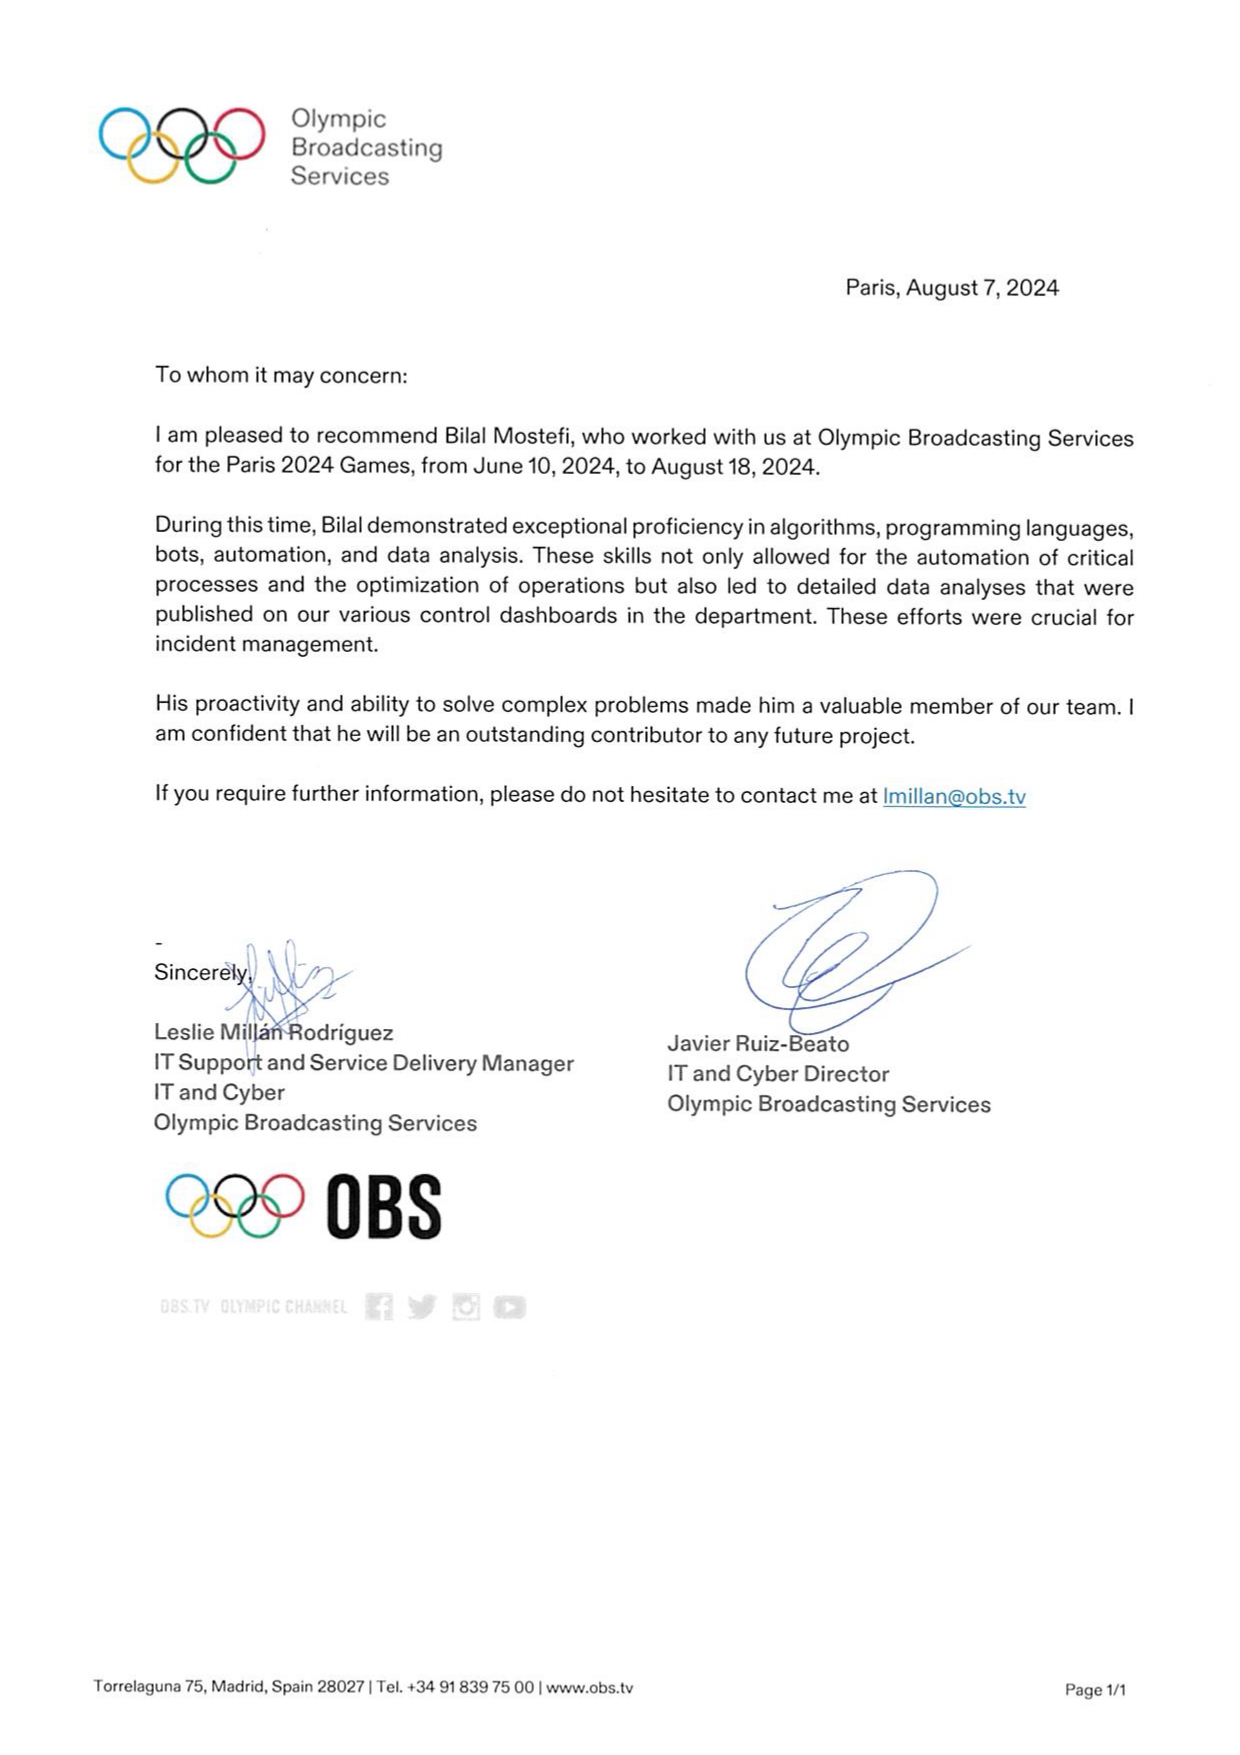 Olympic
Broadcasting
Services
Paris, August 7, 2024
To whom it may concern:
I am pleased to recommend Bilal Mostefi, who worked with us at Olympic Broadcasting Services
for the Paris 2024 Games, from June 10, 2024, to August 18, 2024.
During this time, Bilal demonstrated exceptional proficiency in algorithms, programming languages,
bots, automation, and data analysis. These skills not only allowed for the automation of critical
processes and the optimization of operations but also led to detailed data analyses that were
published on our various control dashboards in the department. These efforts were crucial for
incident management.
His proactivity and ability to solve complex problems made him a valuable member of our team. I
am confident that he will be an outstanding contributor to any future project.
If you require further information, please do not hesitate to contact me at lmillan@obs.tv
-
Sincerely,
Leslie Millán Rodríguez
IT Support and Service Delivery Manager
IT and Cyber
Olympic Broadcasting Services
Javier Ruiz-Beato
IT and Cyber Director
Olympic Broadcasting Services
OBS
OBS.TV OLYMPIC CHANNEL
Torrelaguna 75, Madrid, Spain 28027 | Tel. +34 91 839 75 00 | www.obs.tv
Page 1/1